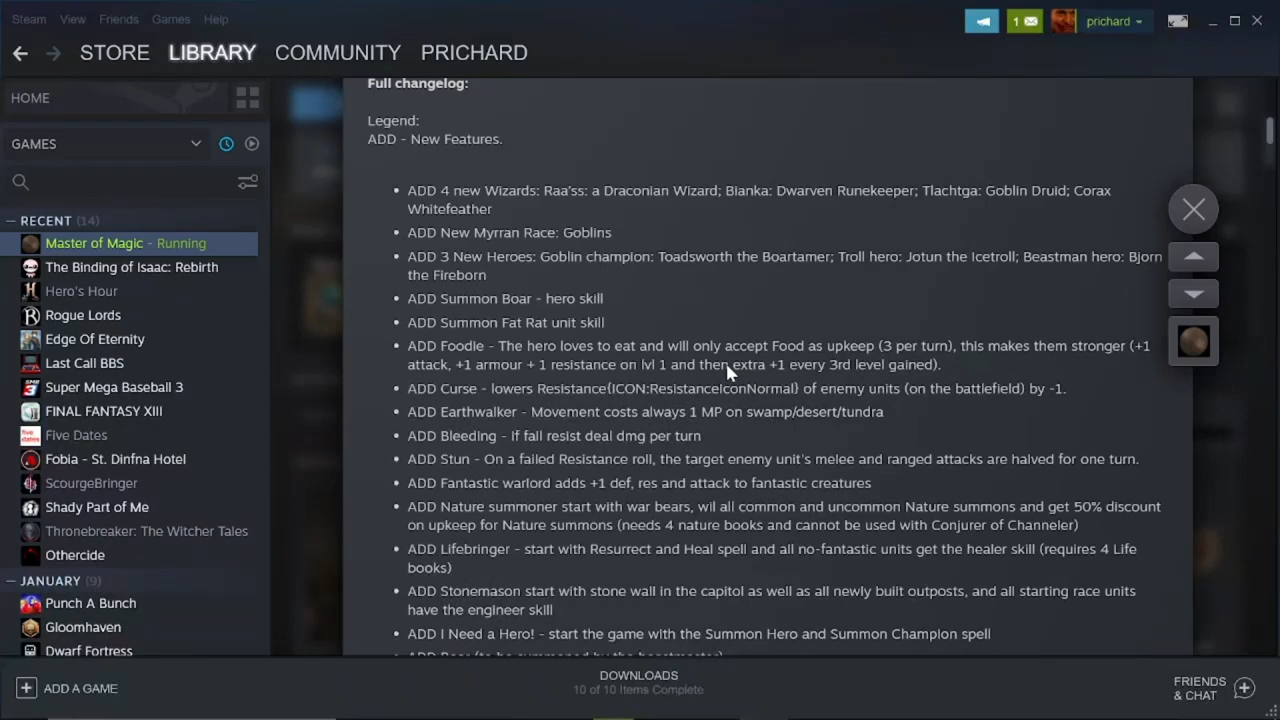 Steam View Friends Games Help
1 prichard
STORE LIBRARY COMMUNITY PRICHARD
HOME
GAMES
RECENT (14)
Master of Magic - Running
The Binding of Isaac: Rebirth
Hero's Hour
Rogue Lords
Edge Of Eternity
Last Call BBS
Super Mega Baseball 3
FINAL FANTASY XIII
Five Dates
Fobia - St. Dinfna Hotel
ScourgeBringer
Shady Part of Me
Thronebreaker: The Witcher Tales
Othercide
JANUARY (9)
Punch A Bunch
Gloomhaven
Dwarf Fortress
Full changelog:
Legend:
ADD - New Features.
• ADD 4 new Wizards: Raa'ss: a Draconian Wizard; Bianka: Dwarven Runekeeper; Tlachtga: Goblin Druid; Corax
Whitefeather
• ADD New Myrran Race: Goblins
• ADD 3 New Heroes: Goblin champion: Toadsworth the Boartamer; Troll hero: Jotun the Icetroll; Beastman hero: Bjorn
the Fireborn
• ADD Summon Boar - hero skill
• ADD Summon Fat Rat unit skill
• ADD Foodie - The hero loves to eat and will only accept Food as upkeep (3 per turn), this makes them stronger (+1
attack, +1 armour + 1 resistance on lvl 1 and then extra +1 every 3rd level gained).
• ADD Curse - lowers Resistance{ICON:ResistanceIconNormal} of enemy units (on the battlefield) by -1.
• ADD Earthwalker - Movement costs always 1 MP on swamp/desert/tundra
• ADD Bleeding - If fail resist deal dmg per turn
• ADD Stun - On a failed Resistance roll, the target enemy unit's melee and ranged attacks are halved for one turn.
• ADD Fantastic warlord adds +1 def, res and attack to fantastic creatures
• ADD Nature summoner start with war bears, wil all common and uncommon Nature summons and get 50% discount
on upkeep for Nature summons (needs 4 nature books and cannot be used with Conjurer of Channeler)
• ADD Lifebringer - start with Resurrect and Heal spell and all no-fantastic units get the healer skill (requires 4 Life
books)
• ADD Stonemason start with stone wall in the capitol as well as all newly built outposts, and all starting race units
have the engineer skill
• ADD I Need a Hero! - start the game with the Summon Hero and Summon Champion spell
• ADD Boar (to be summoned by the beastmaster)
ADD A GAME
DOWNLOADS
10 of 10 Items Complete
FRIENDS
& CHAT